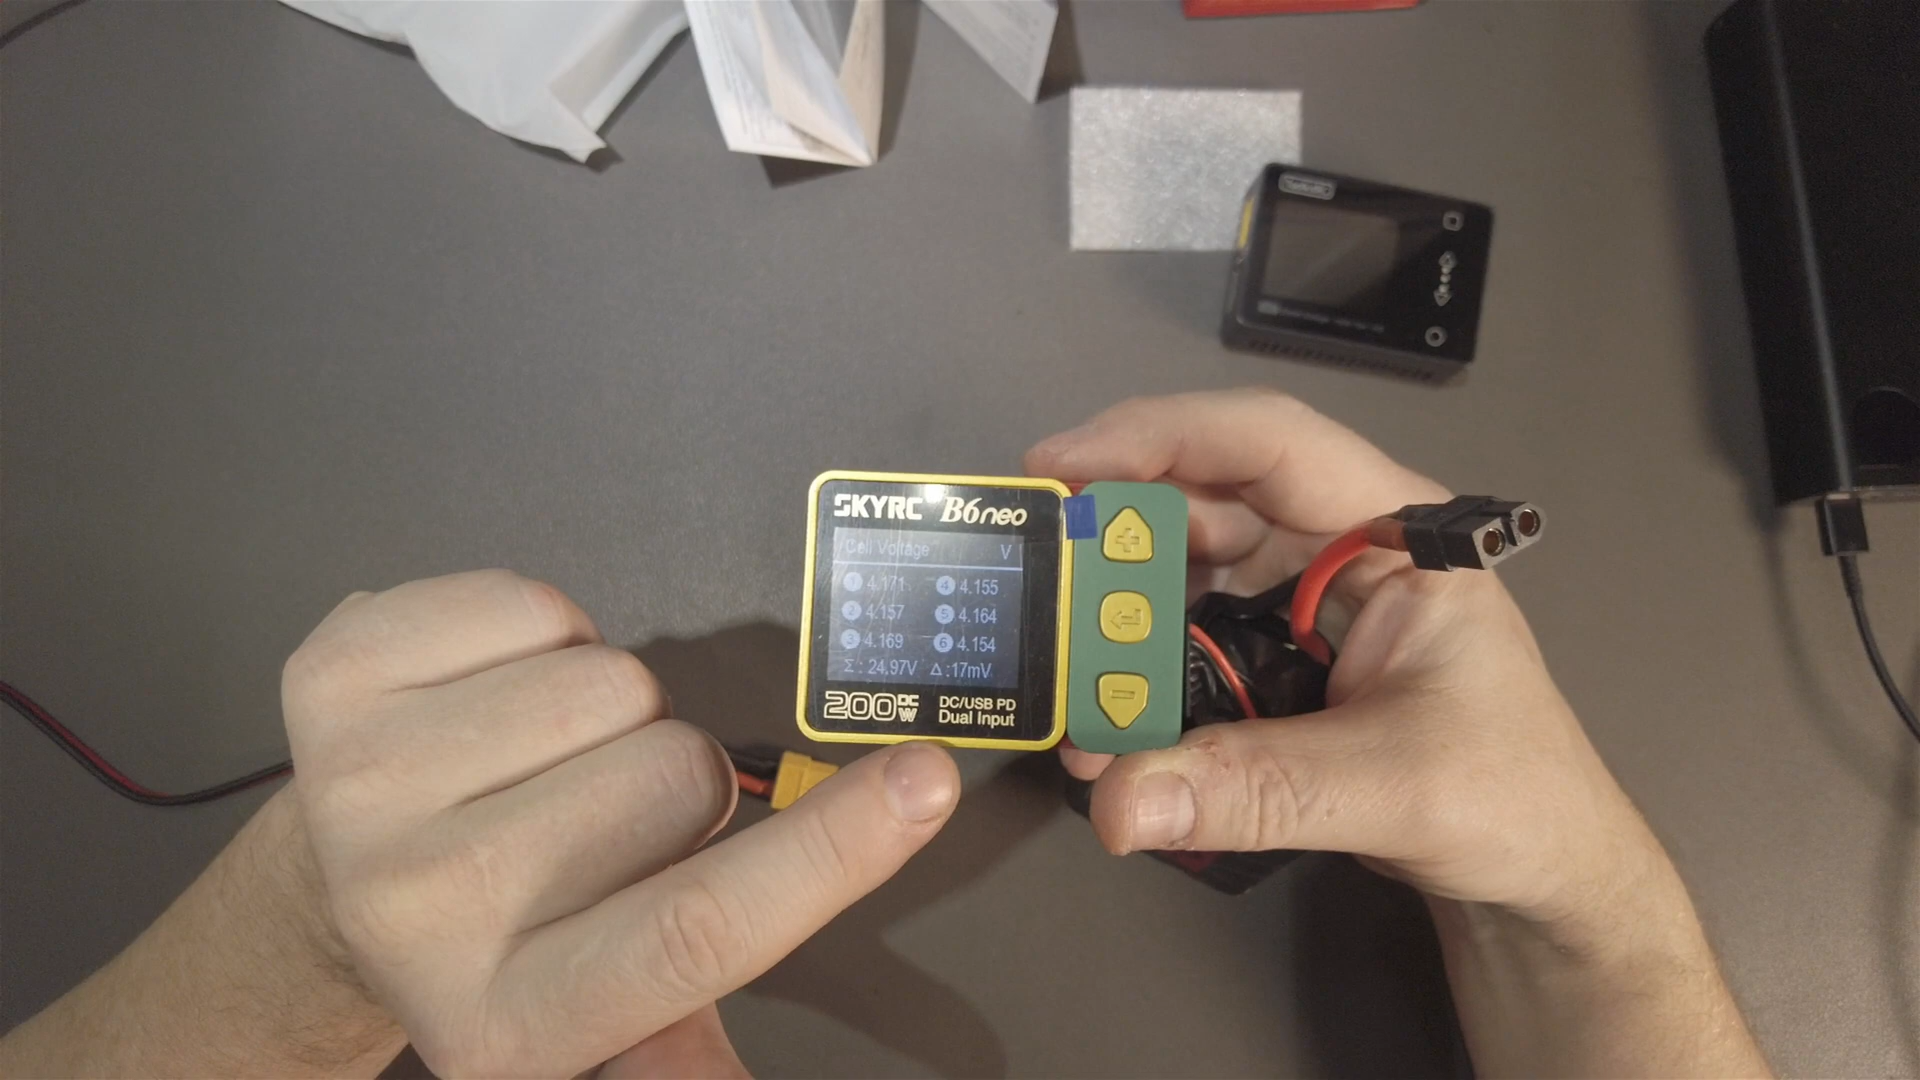 SKYRC B6neo
Cell Voltage V
1 4.171 4 4.155
2 4.157 5 4.164
3 4.169 6 4.154
Σ: 24.97V Δ:17mV
200 DC W
DC/USB PD
Dual Input